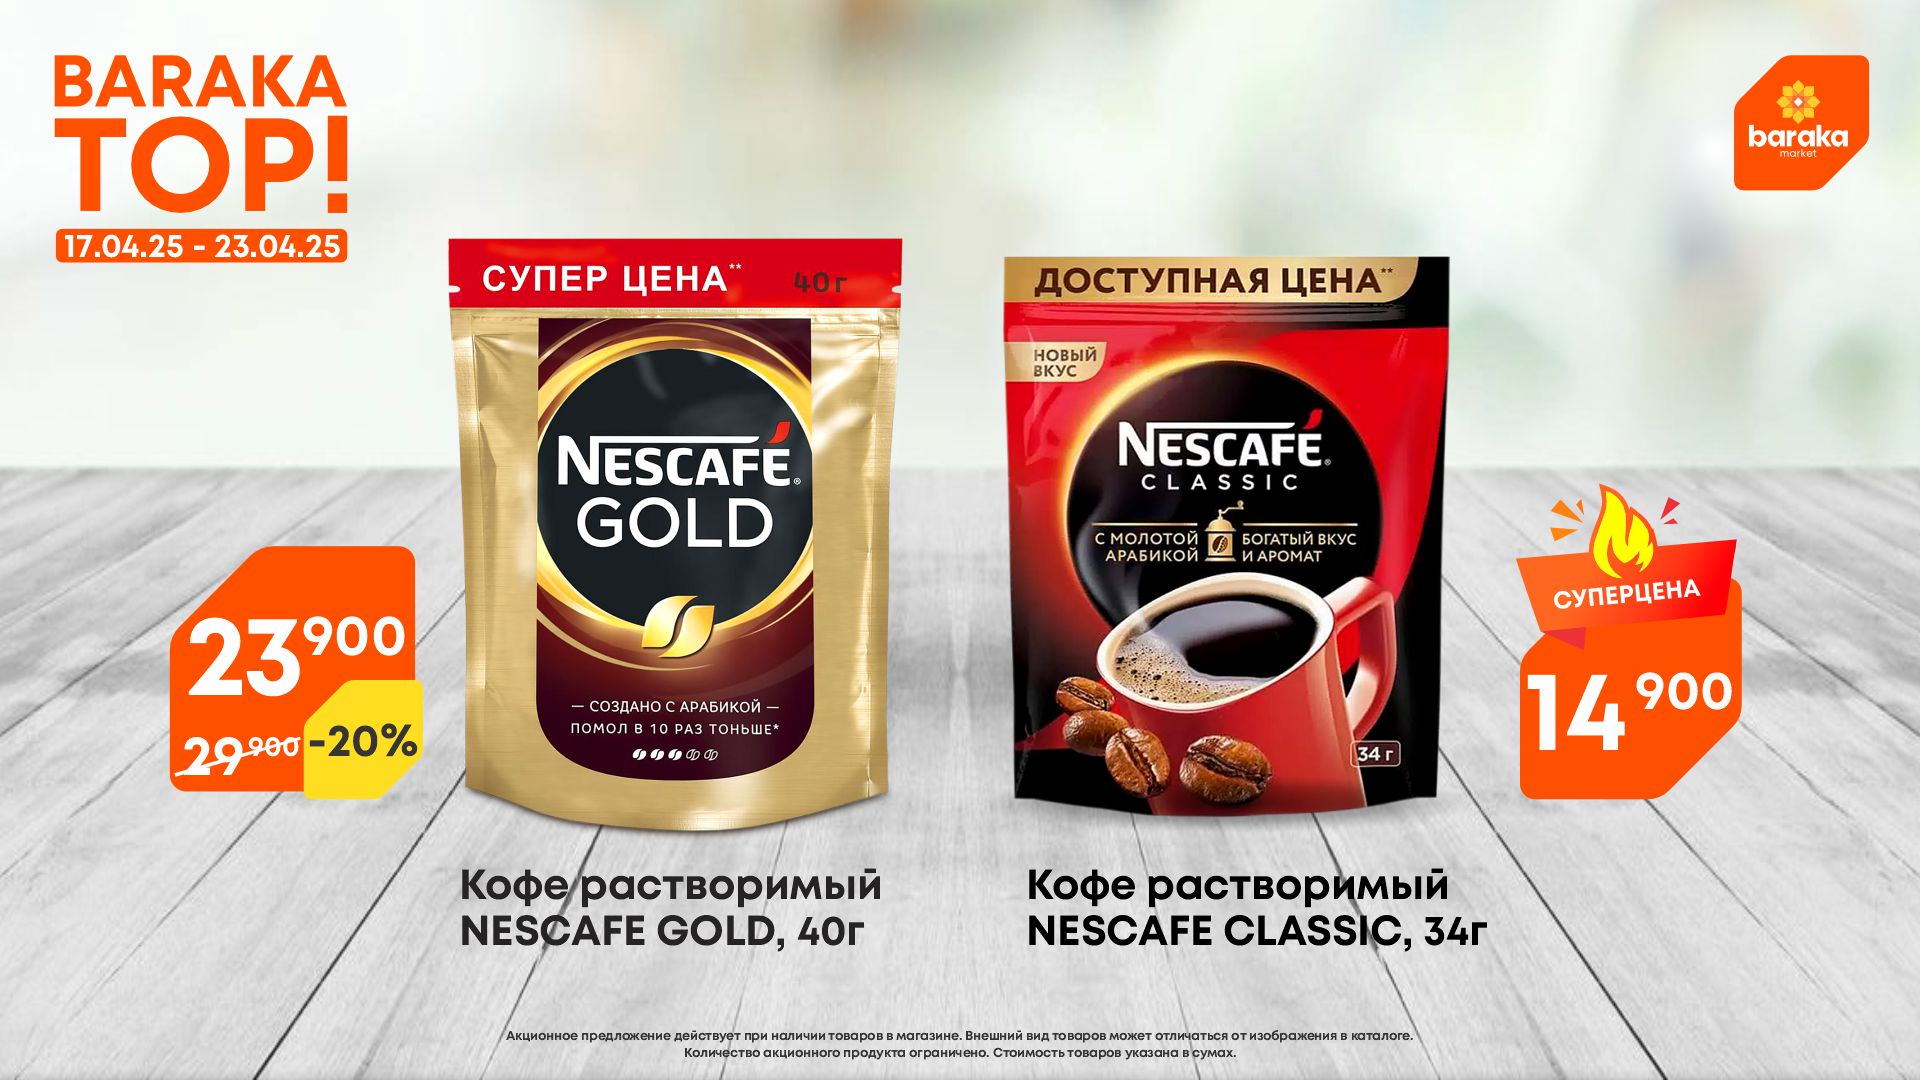 BARAKA
TOP!
17.04.25 - 23.04.25
baraka
market
СУПЕР ЦЕНА**
40 г
NESCAFÉ®
GOLD
— СОЗДАНО С АРАБИКОЙ —
ПОМОЛ В 10 РАЗ ТОНЬШЕ*
ДОСТУПНАЯ ЦЕНА**
НОВЫЙ
ВКУС
NESCAFÉ®
CLASSIC
С МОЛОТОЙ
АРАБИКОЙ
БОГАТЫЙ ВКУС
И АРОМАТ
34 г
23 900
29 900
-20%
СУПЕРЦЕНА
14 900
Кофе растворимый
NESCAFE GOLD, 40г
Кофе растворимый
NESCAFE CLASSIC, 34г
Акционное предложение действует при наличии товаров в магазине. Внешний вид товаров может отличаться от изображения в каталоге.
Количество акционного продукта ограничено. Стоимость товаров указана в сумах.